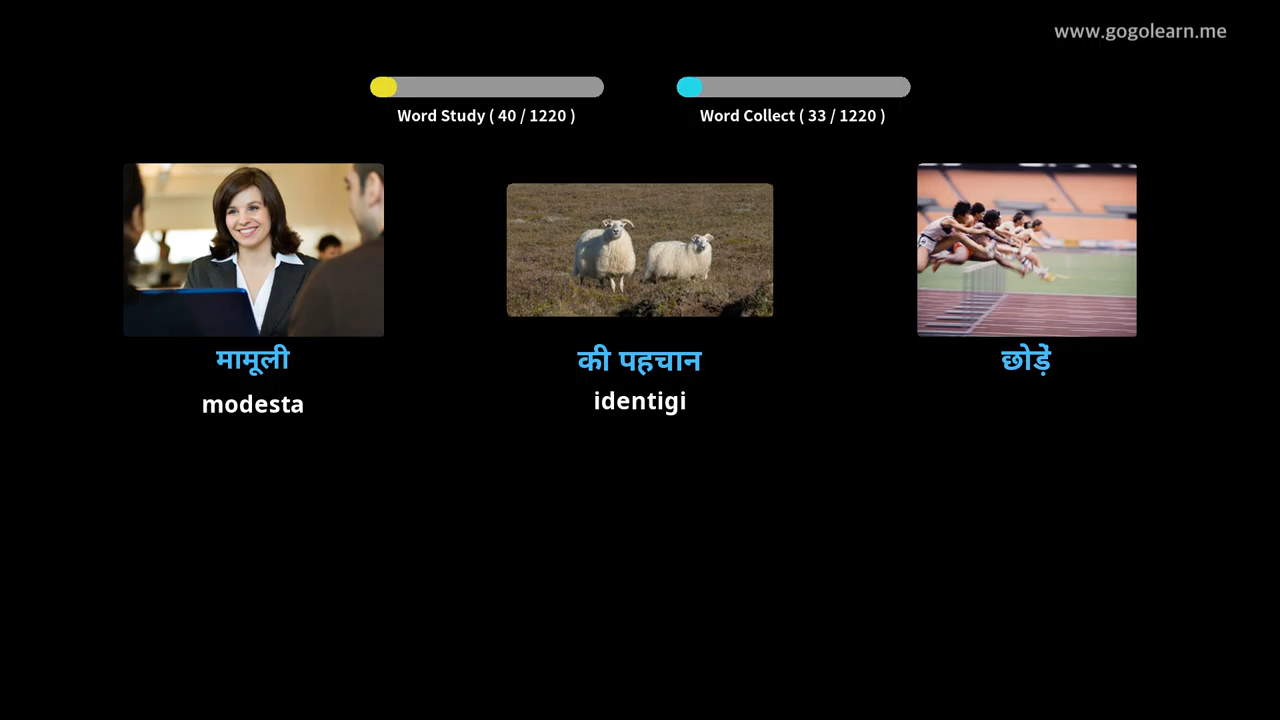 www.gogolearn.me
Word Study ( 40 / 1220 )
Word Collect ( 33 / 1220 )
मामूली
की पहचान
छोड़ें
modesta
identigi